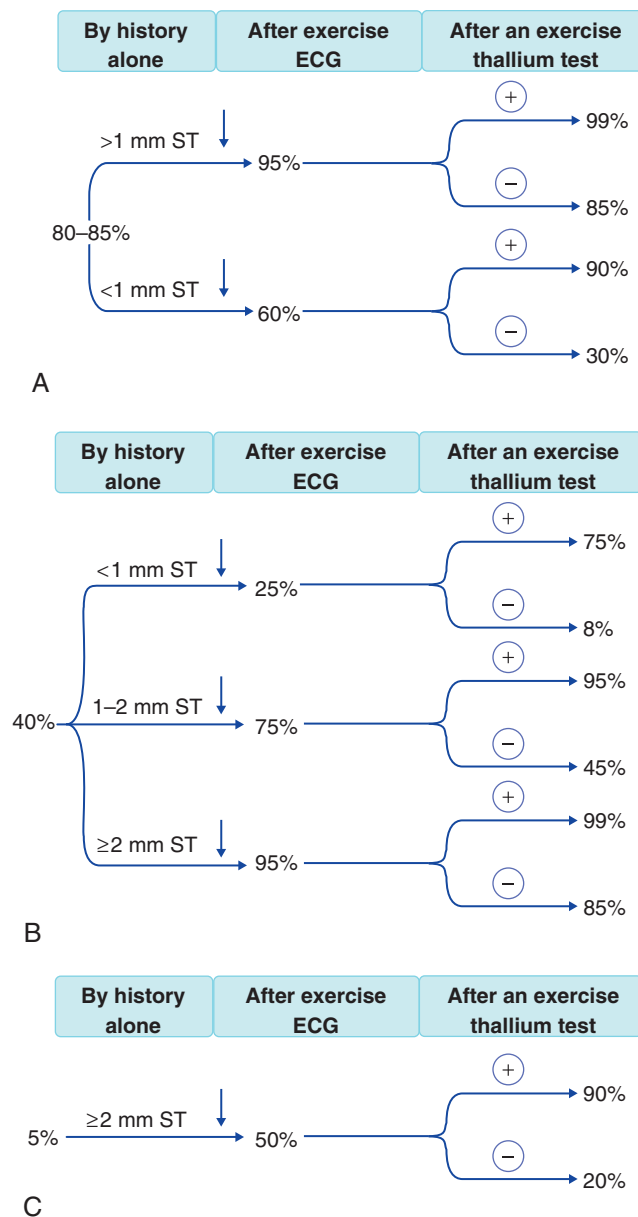 By history alone
After exercise ECG
After an exercise thallium test
>1 mm ST
+
99%
95%
−
85%
80–85%
<1 mm ST
+
90%
60%
−
30%
A
By history alone
After exercise ECG
After an exercise thallium test
<1 mm ST
+
75%
25%
−
8%
40%
1–2 mm ST
+
95%
75%
−
45%
≥2 mm ST
+
99%
95%
−
85%
B
By history alone
After exercise ECG
After an exercise thallium test
5%
≥2 mm ST
50%
+
90%
−
20%
C